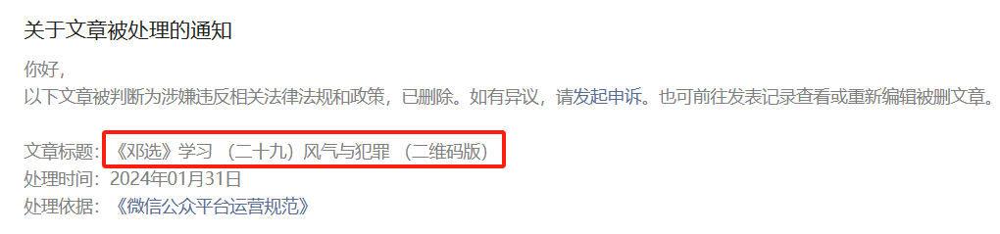 关于文章被处理的通知
你好，
以下文章被判断为涉嫌违反相关法律法规和政策，已删除。如有异议，请发起申诉。也可前往发表记录查看或重新编辑被删文章。
文章标题：《邓选》学习 （二十九）风气与犯罪 （二维码版）
处理时间：2024年01月31日
处理依据：《微信公众平台运营规范》